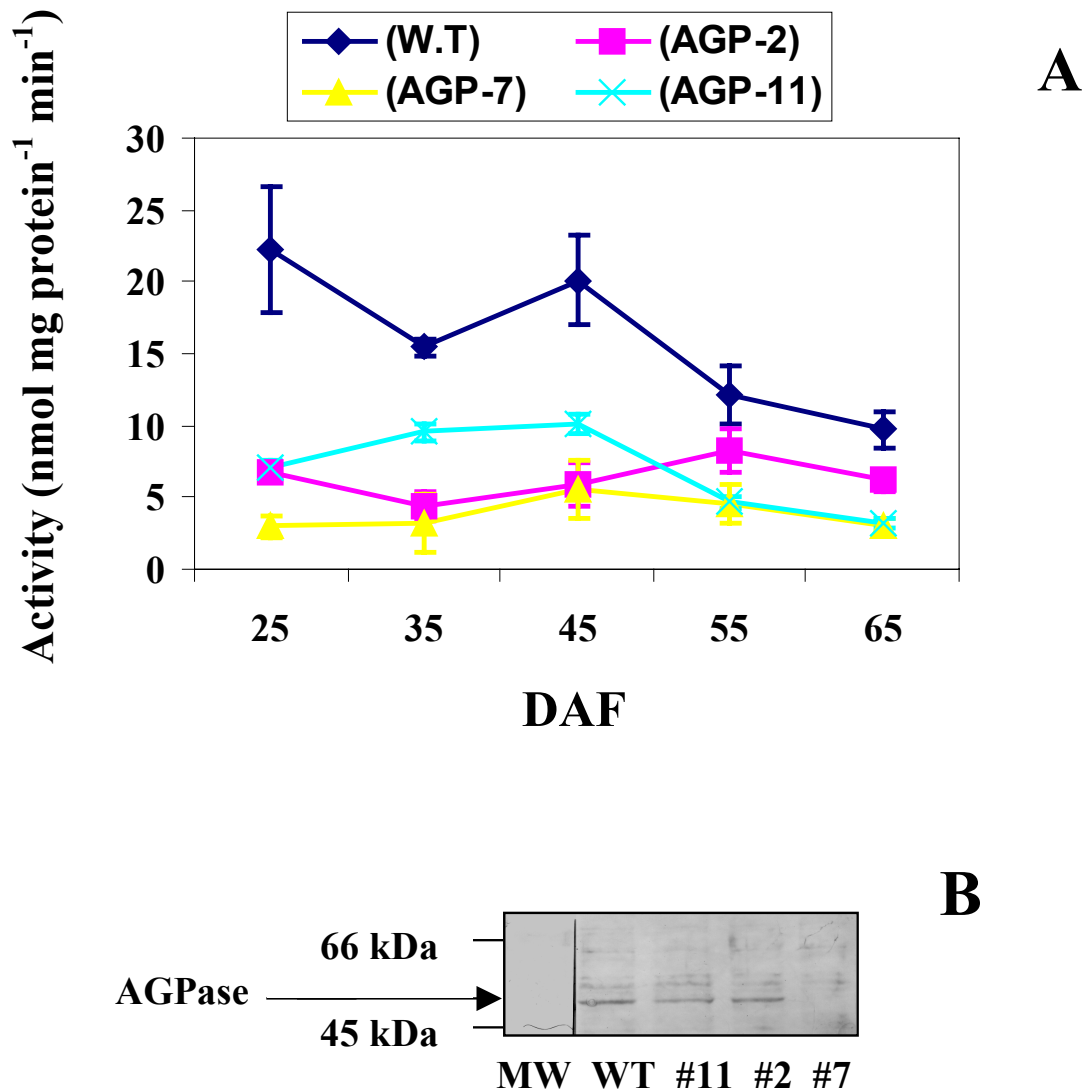 (W.T) (AGP-2)
(AGP-7) (AGP-11)
A
Activity (nmol mg protein⁻¹ min⁻¹)
30
25
20
15
10
5
0
25 35 45 55 65
DAF
B
66 kDa
AGPase
45 kDa
MW WT #11 #2 #7